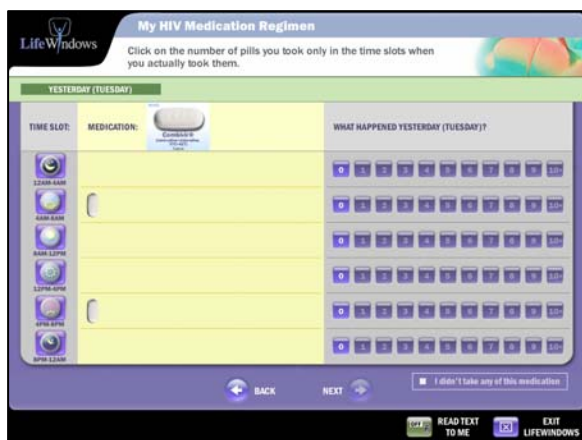 LifeWindows
My HIV Medication Regimen
Click on the number of pills you took only in the time slots when
you actually took them.
YESTERDAY (TUESDAY)
TIME SLOT:
MEDICATION:
Combivir®
WHAT HAPPENED YESTERDAY (TUESDAY)?
12AM-4AM
0 1 2 3 4 5 6 7 8 9 10+
4AM-8AM
0 1 2 3 4 5 6 7 8 9 10+
8AM-12PM
0 1 2 3 4 5 6 7 8 9 10+
12PM-4PM
0 1 2 3 4 5 6 7 8 9 10+
4PM-8PM
0 1 2 3 4 5 6 7 8 9 10+
8PM-12AM
0 1 2 3 4 5 6 7 8 9 10+
BACK
NEXT
I didn't take any of this medication
OFF
READ TEXT
TO ME
EXIT
LIFEWINDOWS